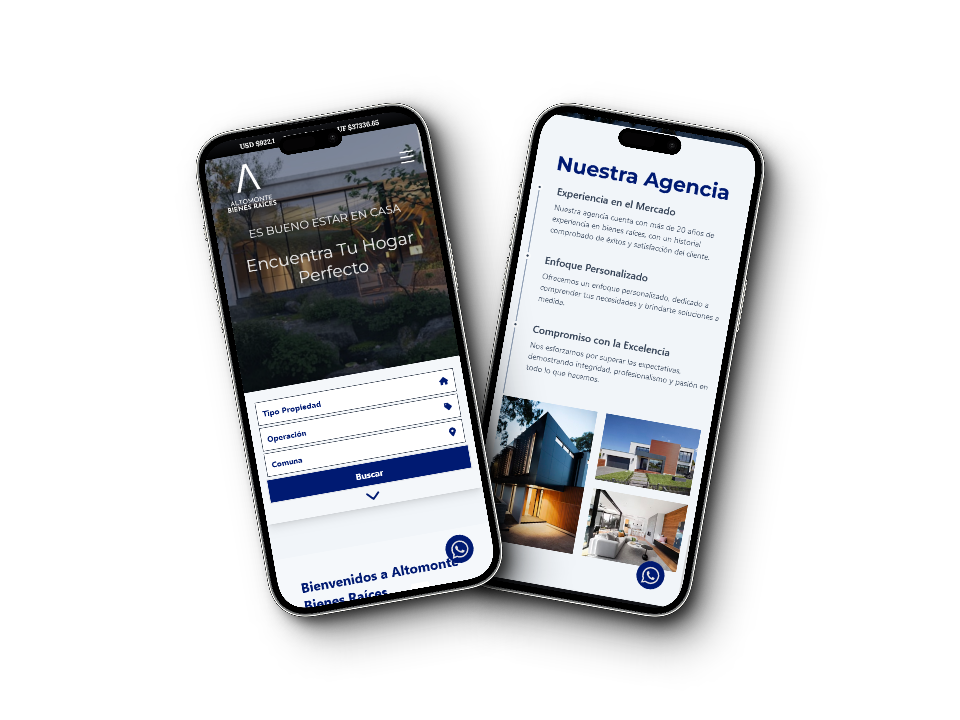 USD $922.1
UF $37336.65
ALTOMONTE
BIENES RAÍCES
ES BUENO ESTAR EN CASA
Encuentra Tu Hogar
Perfecto
Tipo Propiedad
Operación
Comuna
Buscar
Bienvenidos a Altomonte
Bienes Raíces
Nuestra Agencia
Experiencia en el Mercado
Nuestra agencia cuenta con más de 20 años de
experiencia en bienes raíces, con un historial
comprobado de éxitos y satisfacción del cliente.
Enfoque Personalizado
Ofrecemos un enfoque personalizado, dedicado a
comprender tus necesidades y brindarte soluciones a
medida.
Compromiso con la Excelencia
Nos esforzamos por superar las expectativas,
demostrando integridad, profesionalismo y pasión en
todo lo que hacemos.